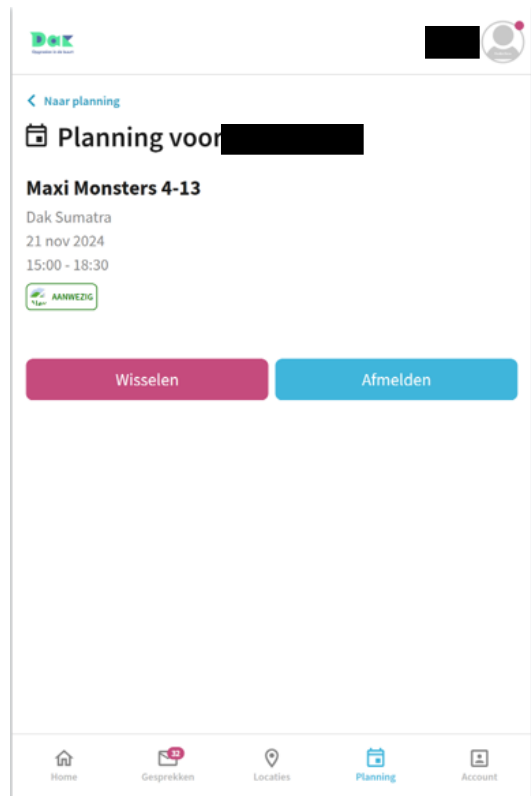 Dak
Naar planning
Planning voor
Maxi Monsters 4-13
Dak Sumatra
21 nov 2024
15:00 - 18:30
AANWEZIG
Wisselen
Afmelden
32
Home
Gesprekken
Locaties
Planning
Account